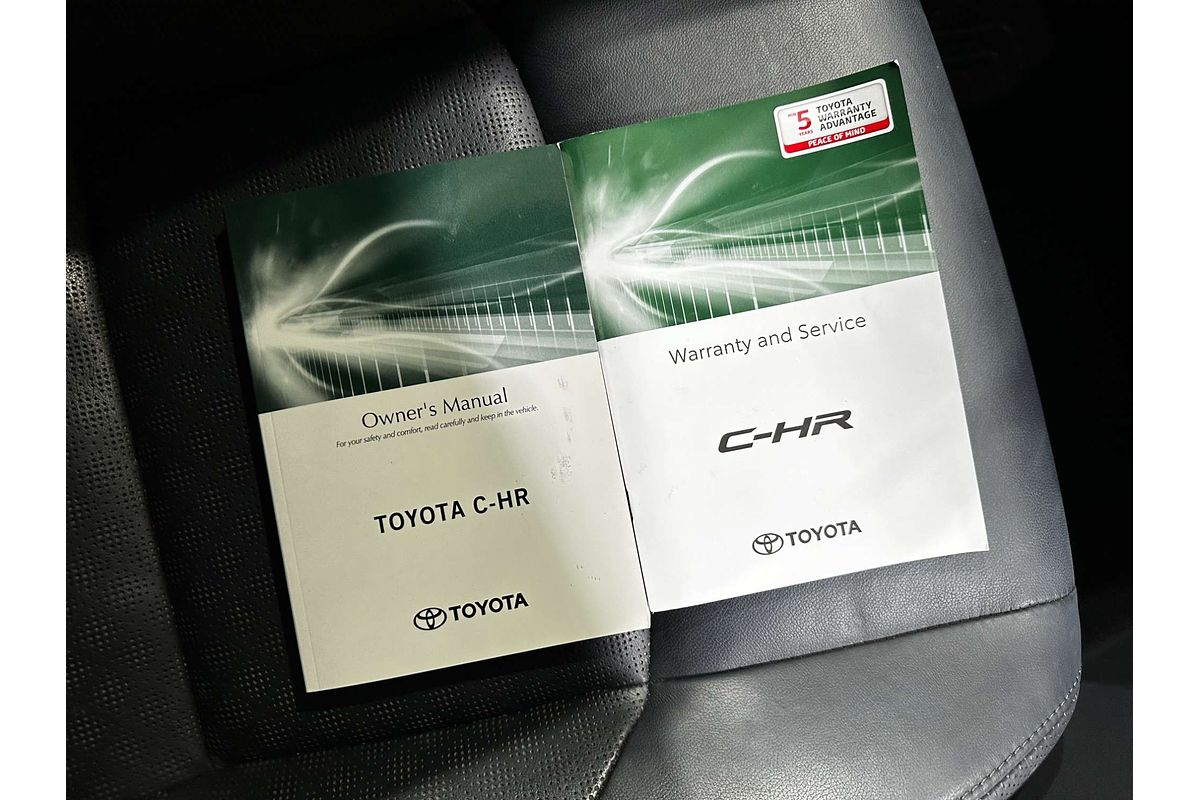 Owner's Manual
For your safety and comfort, read carefully and keep in the vehicle.
TOYOTA C-HR
TOYOTA
MIN 5 YEARS
TOYOTA
WARRANTY
ADVANTAGE
PEACE OF MIND
Warranty and Service
C-HR
TOYOTA